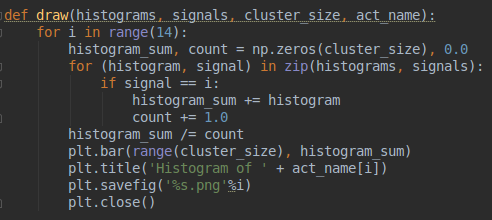 def draw(histograms, signals, cluster_size, act_name):
    for i in range(14):
        histogram_sum, count = np.zeros(cluster_size), 0.0
        for (histogram, signal) in zip(histograms, signals):
            if signal == i:
                histogram_sum += histogram
                count += 1.0
        histogram_sum /= count
        plt.bar(range(cluster_size), histogram_sum)
        plt.title('Histogram of ' + act_name[i])
        plt.savefig('%s.png'%i)
        plt.close()